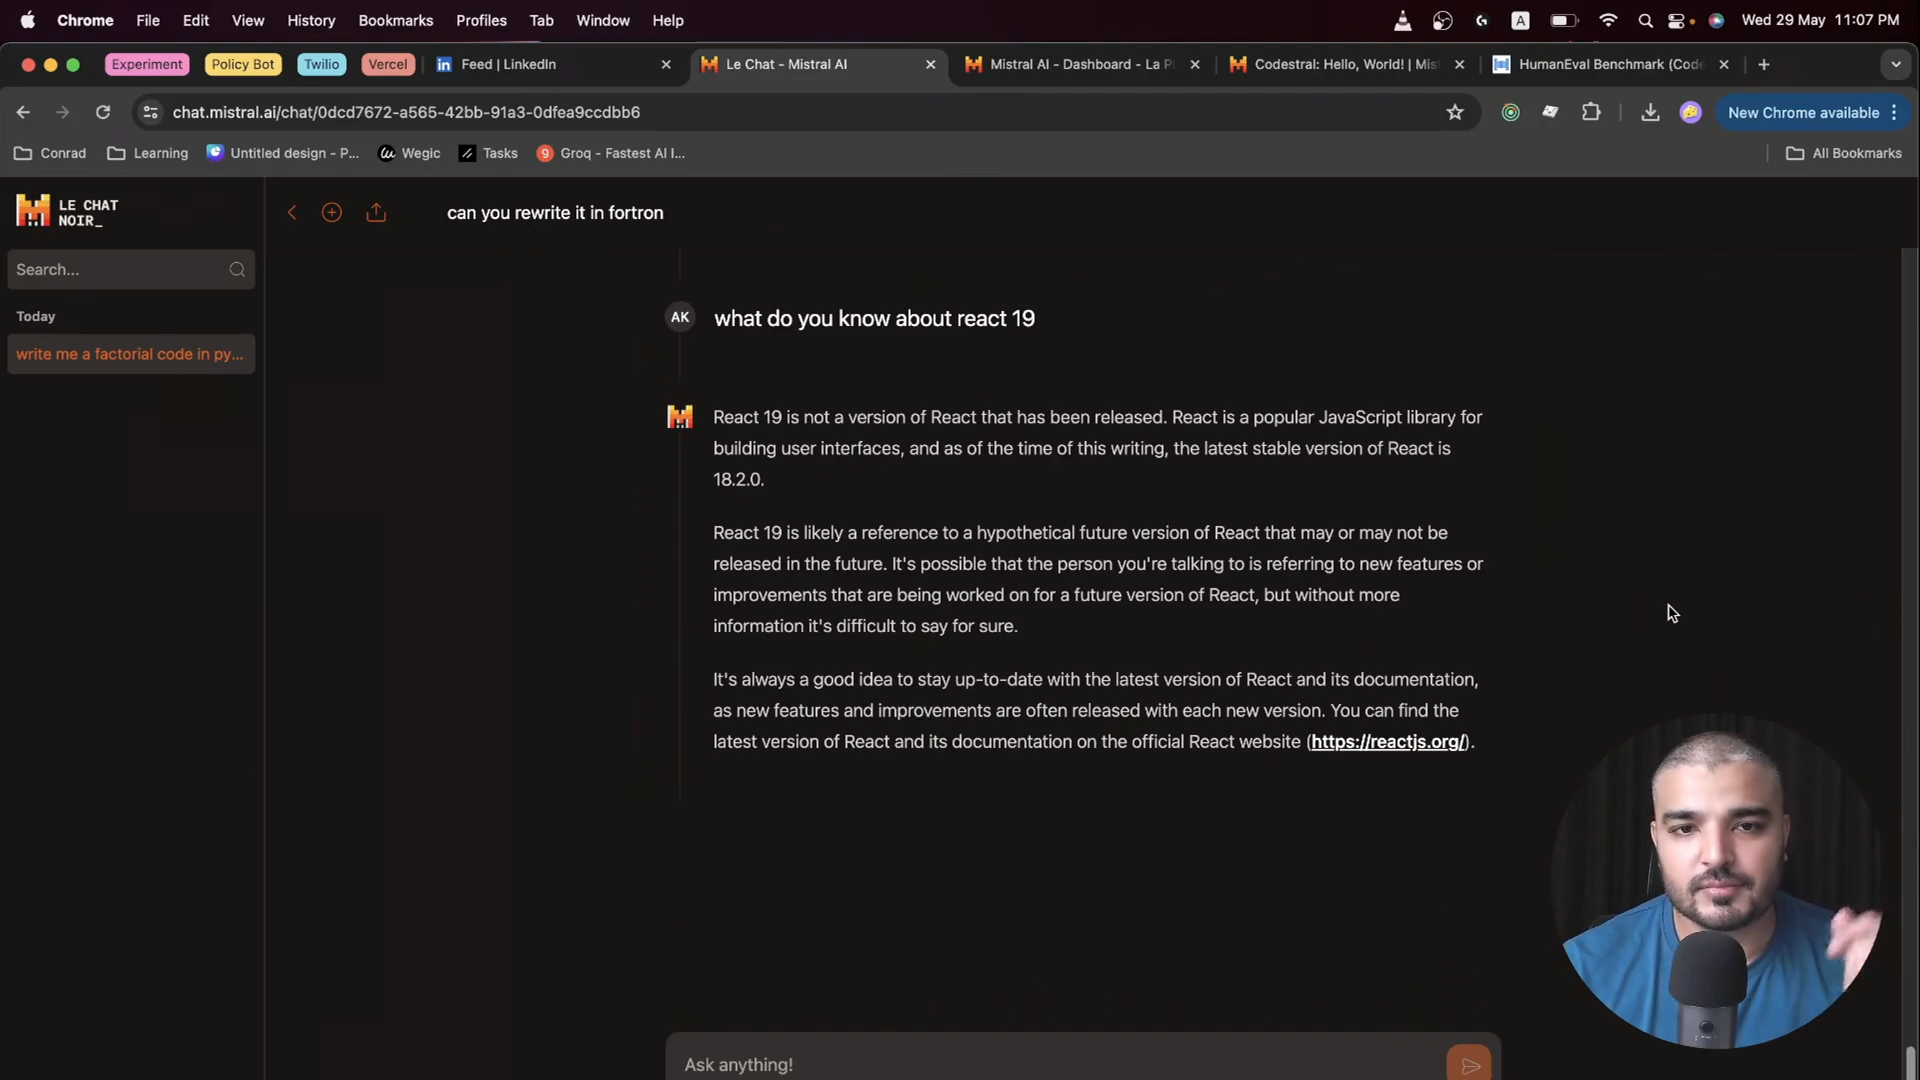 Chrome File Edit View History Bookmarks Profiles Tab Window Help A Wed 29 May 11:07 PM
Experiment Policy Bot Twilio Vercel Feed | LinkedIn Le Chat - Mistral AI Mistral AI - Dashboard - La Pl Codestral: Hello, World! | Mist HumanEval Benchmark (Code
chat.mistral.ai/chat/0dcd7672-a565-42bb-91a3-0dfea9ccdbb6 New Chrome available
Conrad Learning Untitled design - P... Wegic Tasks Groq - Fastest AI I... All Bookmarks
LE CHAT
NOIR_
can you rewrite it in fortron
Search...
Today
write me a factorial code in py...
AK what do you know about react 19
React 19 is not a version of React that has been released. React is a popular JavaScript library for
building user interfaces, and as of the time of this writing, the latest stable version of React is
18.2.0.
React 19 is likely a reference to a hypothetical future version of React that may or may not be
released in the future. It's possible that the person you're talking to is referring to new features or
improvements that are being worked on for a future version of React, but without more
information it's difficult to say for sure.
It's always a good idea to stay up-to-date with the latest version of React and its documentation,
as new features and improvements are often released with each new version. You can find the
latest version of React and its documentation on the official React website (https://reactjs.org/).
Ask anything!